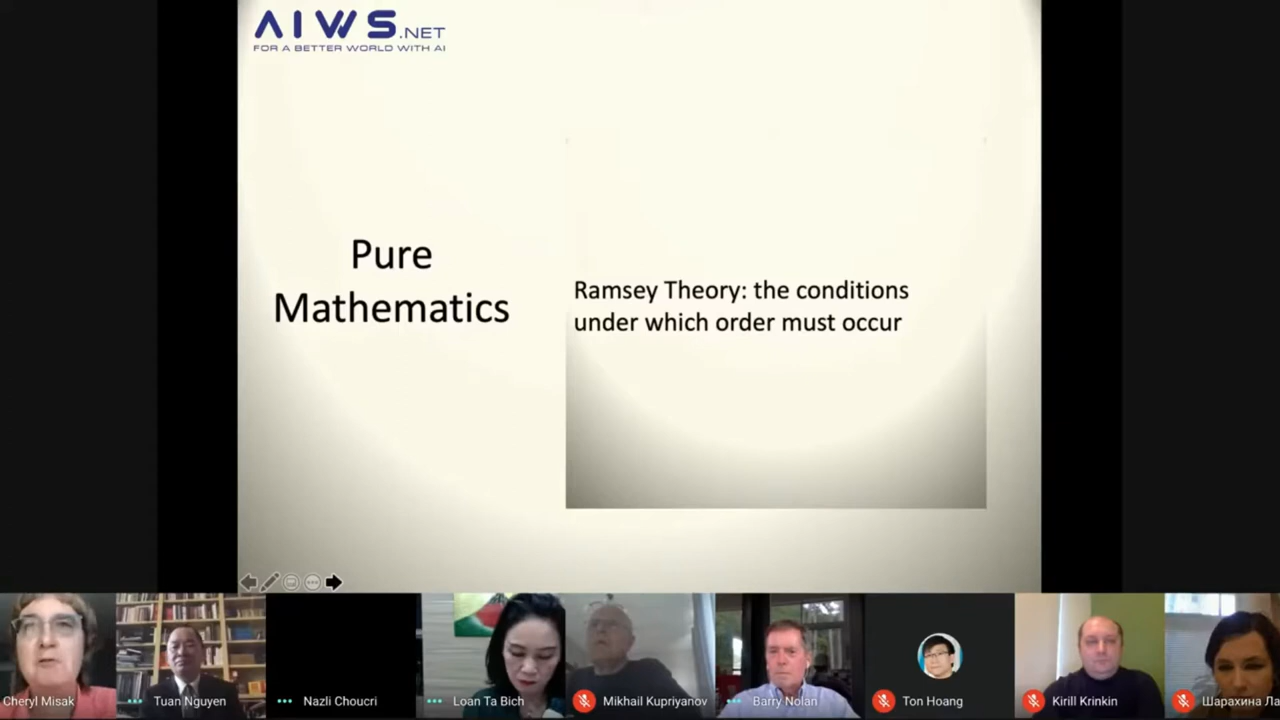 AIWS.NET
FOR A BETTER WORLD WITH AI
Pure
Mathematics
Ramsey Theory: the conditions
under which order must occur
Cheryl Misak
Tuan Nguyen
Nazli Choucri
Loan Ta Bich
Mikhail Kupriyanov
Barry Nolan
Ton Hoang
Kirill Krinkin
Шарахина Ла